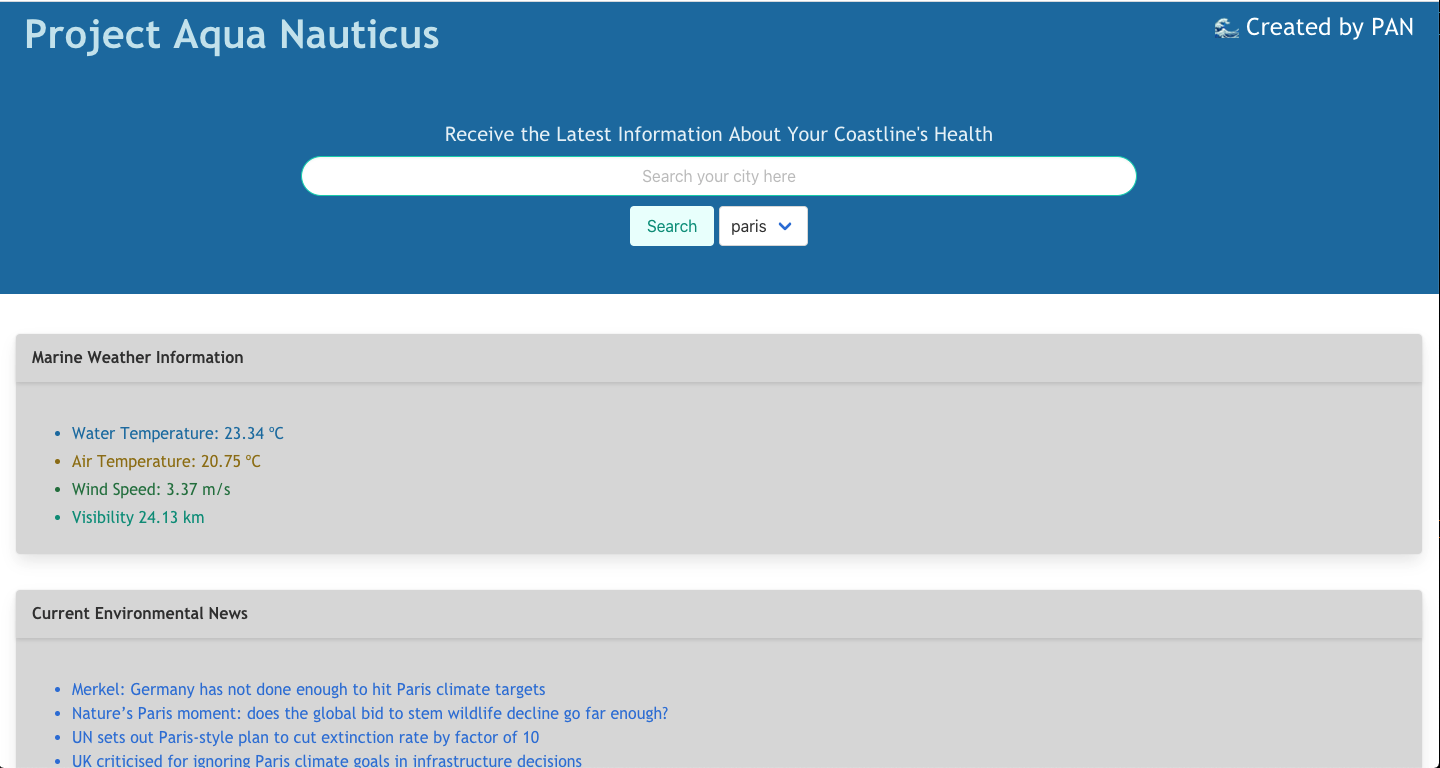 Project Aqua Nauticus
🌊 Created by PAN
Receive the Latest Information About Your Coastline's Health
Search your city here
Search
paris
Marine Weather Information
• Water Temperature: 23.34 ºC
• Air Temperature: 20.75 ºC
• Wind Speed: 3.37 m/s
• Visibility 24.13 km
Current Environmental News
• Merkel: Germany has not done enough to hit Paris climate targets
• Nature’s Paris moment: does the global bid to stem wildlife decline go far enough?
• UN sets out Paris-style plan to cut extinction rate by factor of 10
• UK criticised for ignoring Paris climate goals in infrastructure decisions